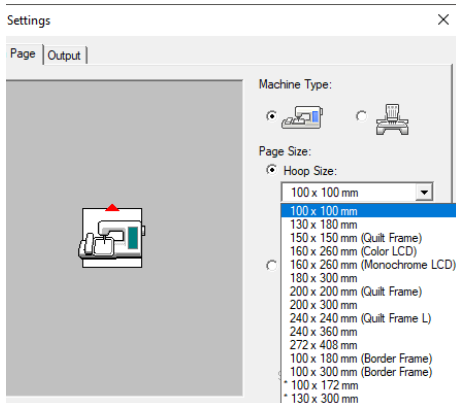 Settings
Page
Output
Machine Type:
Page Size:
Hoop Size:
100 x 100 mm
100 x 100 mm
130 x 180 mm
150 x 150 mm (Quilt Frame)
160 x 260 mm (Color LCD)
160 x 260 mm (Monochrome LCD)
180 x 300 mm
200 x 200 mm (Quilt Frame)
200 x 300 mm
240 x 240 mm (Quilt Frame L)
240 x 360 mm
272 x 408 mm
100 x 180 mm (Border Frame)
100 x 300 mm (Border Frame)
* 100 x 172 mm
* 130 x 300 mm